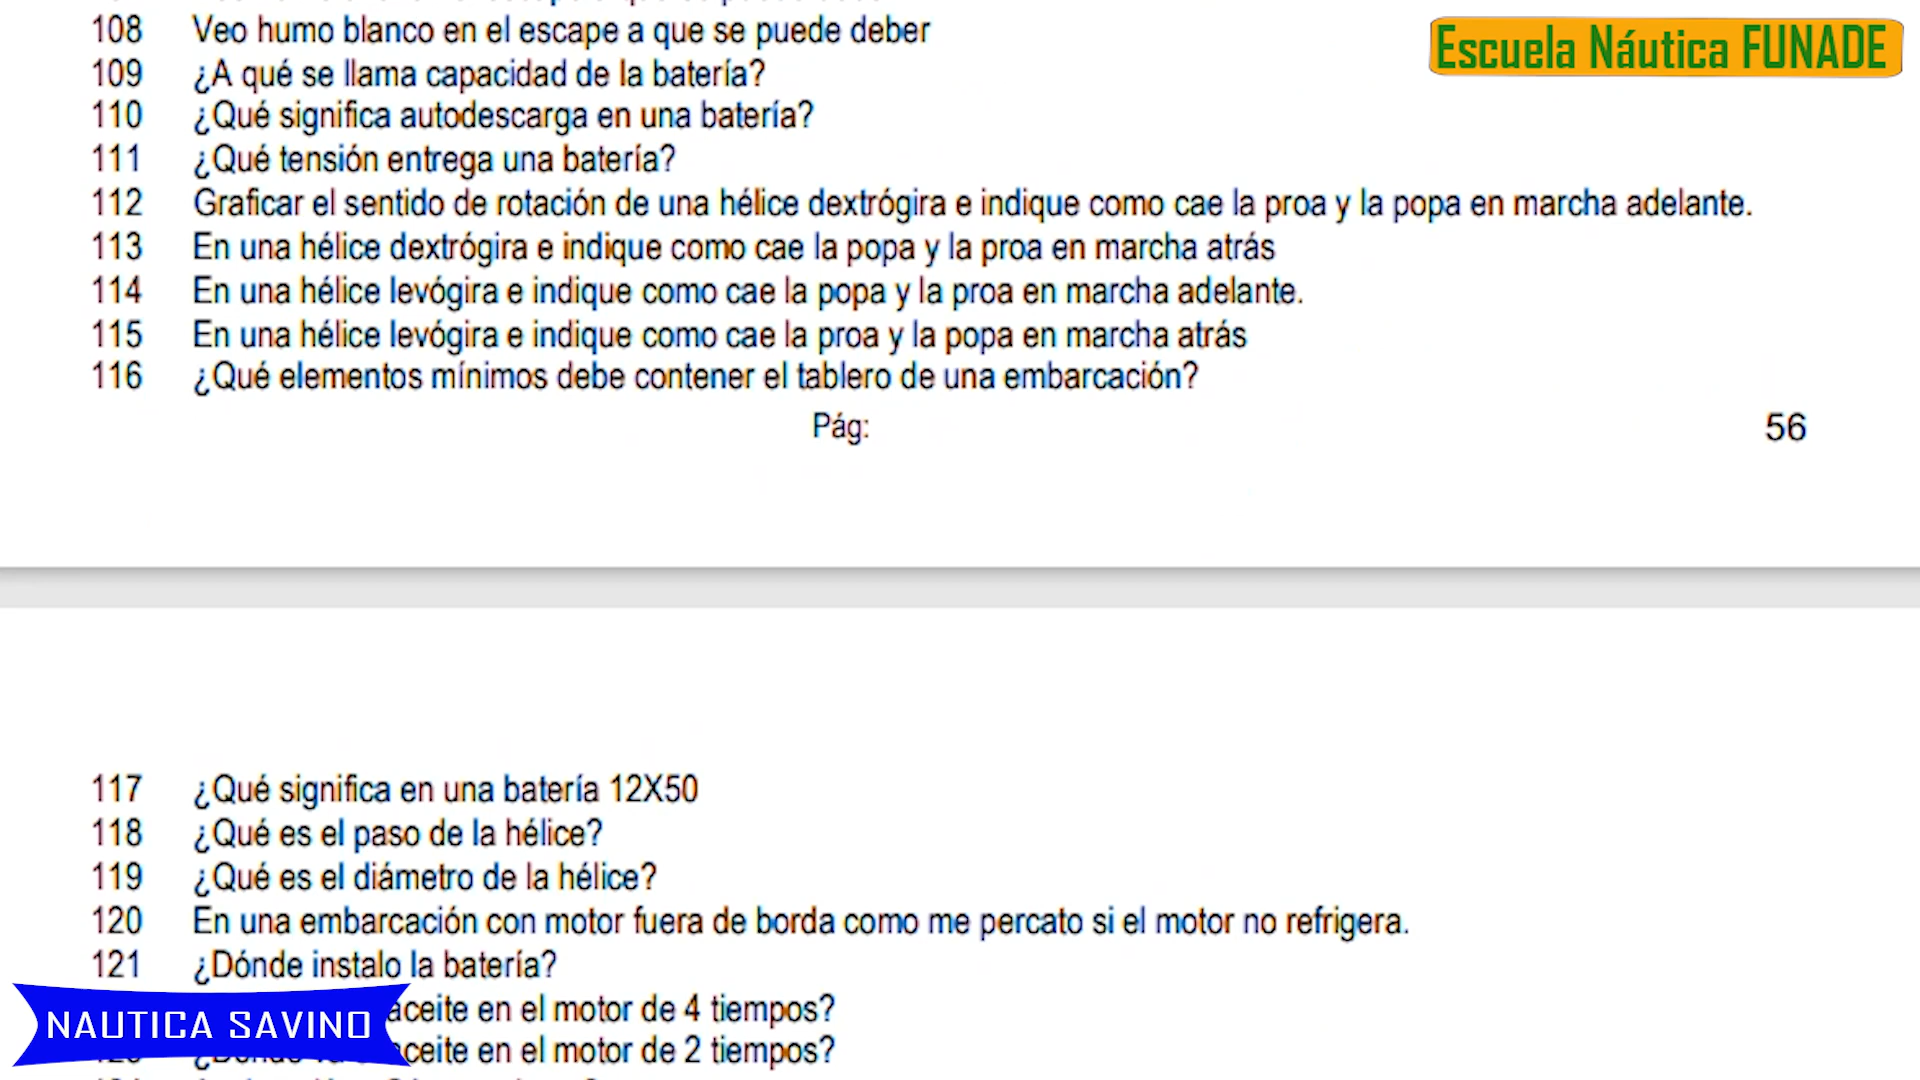 108 Veo humo blanco en el escape a que se puede deber
Escuela Náutica FUNADE
109 ¿A qué se llama capacidad de la batería?
110 ¿Qué significa autodescarga en una batería?
111 ¿Qué tensión entrega una batería?
112 Graficar el sentido de rotación de una hélice dextrógira e indique como cae la proa y la popa en marcha adelante.
113 En una hélice dextrógira e indique como cae la popa y la proa en marcha atrás
114 En una hélice levógira e indique como cae la popa y la proa en marcha adelante.
115 En una hélice levógira e indique como cae la proa y la popa en marcha atrás
116 ¿Qué elementos mínimos debe contener el tablero de una embarcación?
Pág: 56
117 ¿Qué significa en una batería 12X50
118 ¿Qué es el paso de la hélice?
119 ¿Qué es el diámetro de la hélice?
120 En una embarcación con motor fuera de borda como me percato si el motor no refrigera.
121 ¿Dónde instalo la batería?
aceite en el motor de 4 tiempos?
NAUTICA SAVINO
aceite en el motor de 2 tiempos?